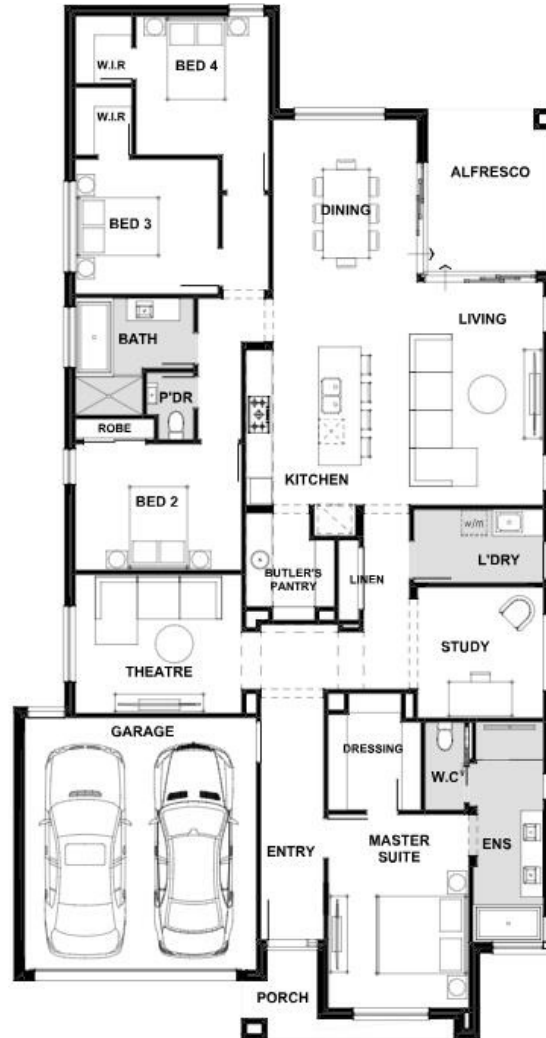 W.I.R
BED 4
W.I.R
BED 3
DINING
ALFRESCO
LIVING
BATH
P'DR
ROBE
KITCHEN
BED 2
w/m
L'DRY
BUTLER'S
PANTRY
LINEN
STUDY
THEATRE
GARAGE
DRESSING
W.C
ENTRY
MASTER
SUITE
ENS
PORCH